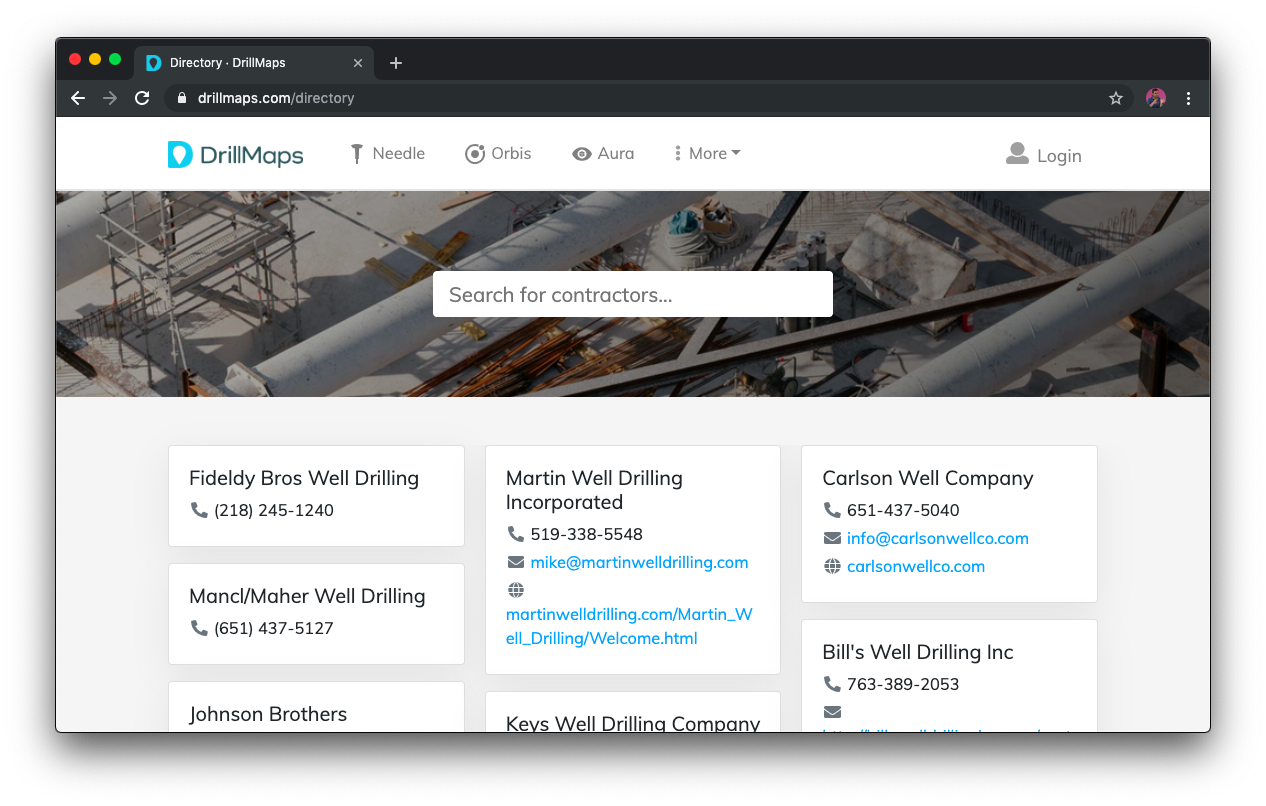 Directory · DrillMaps
drillmaps.com/directory
DrillMaps
Needle
Orbis
Aura
More
Login
Search for contractors...
Fideldy Bros Well Drilling
(218) 245-1240
Mancl/Maher Well Drilling
(651) 437-5127
Johnson Brothers
Martin Well Drilling
Incorporated
519-338-5548
mike@martinwelldrilling.com
martinwelldrilling.com/Martin_W
ell_Drilling/Welcome.html
Keys Well Drilling Company
Carlson Well Company
651-437-5040
info@carlsonwellco.com
carlsonwellco.com
Bill's Well Drilling Inc
763-389-2053